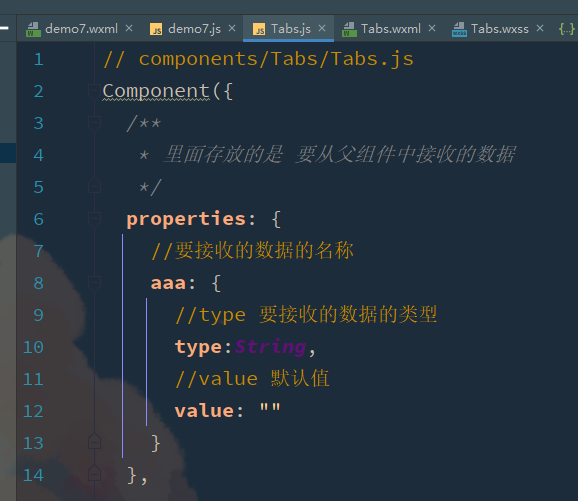 demo7.wxml × demo7.js × Tabs.js × Tabs.wxml × Tabs.wxss × {..}
1 // components/Tabs/Tabs.js
2 Component({
3 /**
4 * 里面存放的是 要从父组件中接收的数据
5 */
6 properties: {
7 //要接收的数据的名称
8 aaa: {
9 //type 要接收的数据的类型
10 type:String,
11 //value 默认值
12 value: ""
13 }
14 },